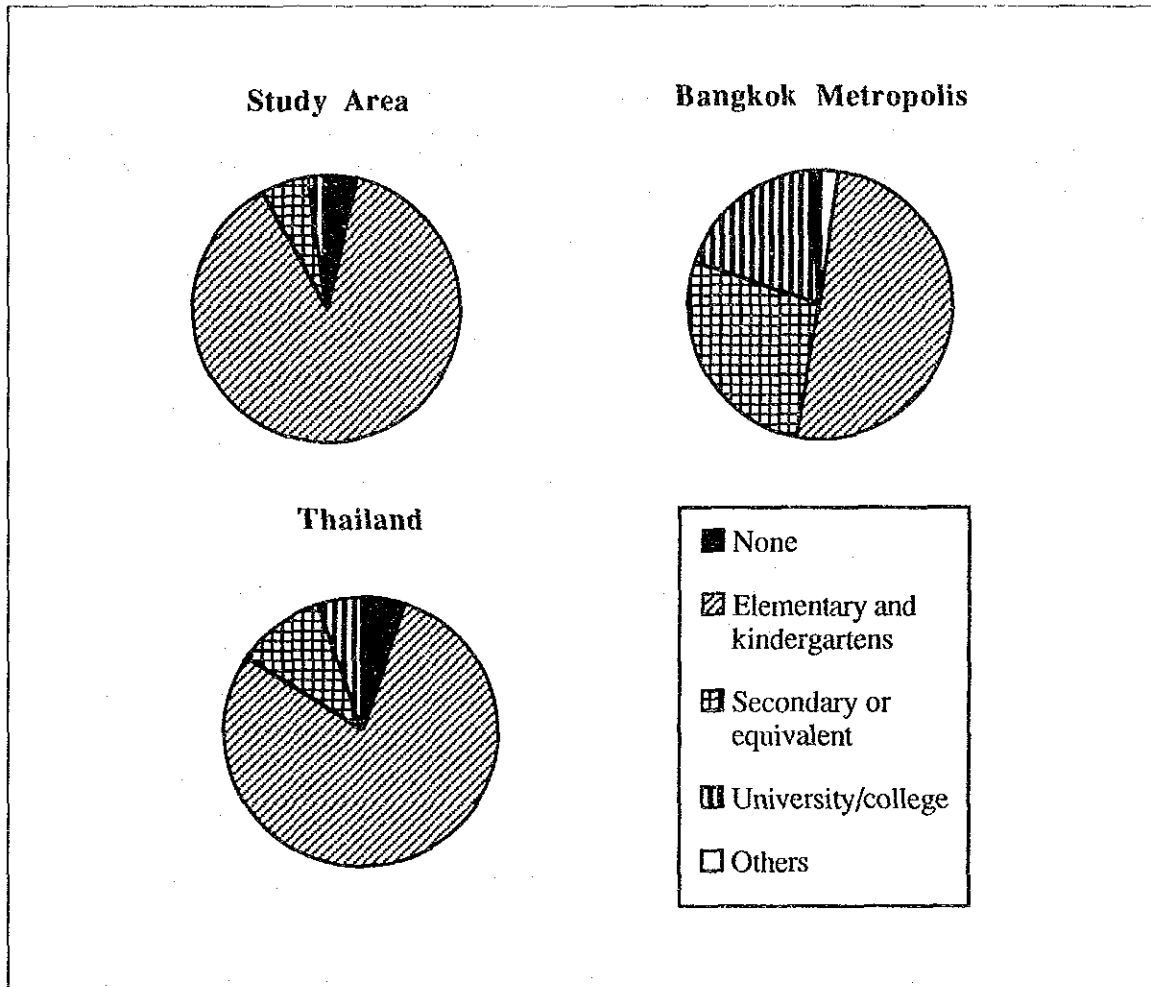 Study Area
Bangkok Metropolis
Thailand
None
Elementary and
kindergartens
Secondary or
equivalent
University/college
Others